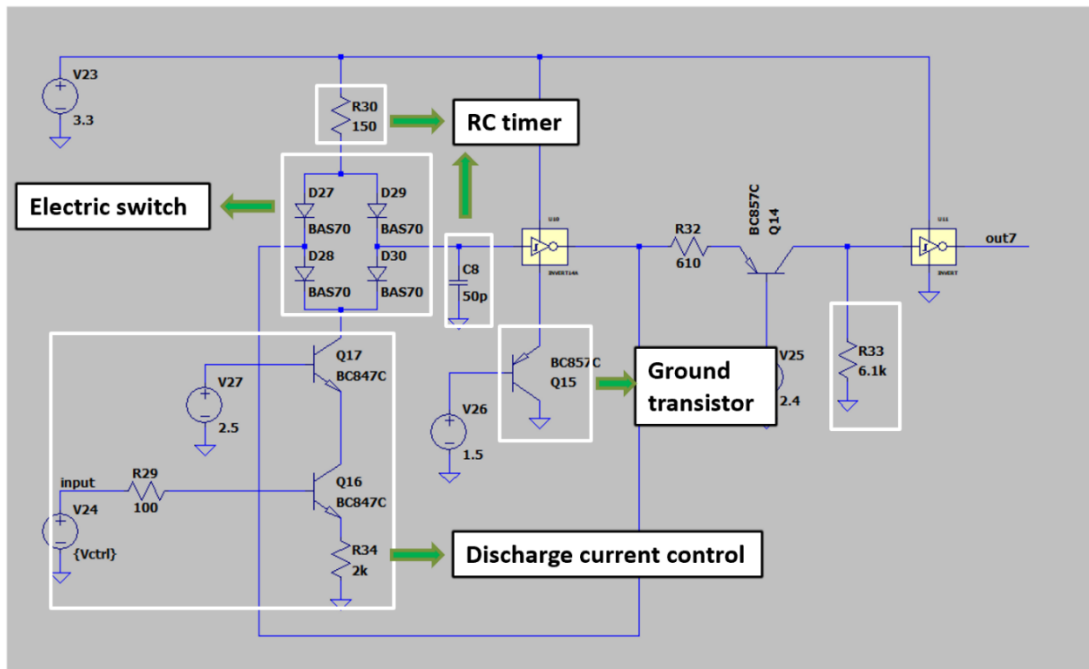 V23
3.3
R30
150
RC timer
Electric switch
D27
BAS70
D29
BAS70
D28
BAS70
D30
BAS70
C8
50p
R32
610
BC857C
Q14
out7
Q17
BC847C
V27
2.5
BC857C
Q15
V26
1.5
Ground
transistor
V25
2.4
R33
6.1k
input
R29
100
Q16
BC847C
V24
{Vctrl}
R34
2k
Discharge current control